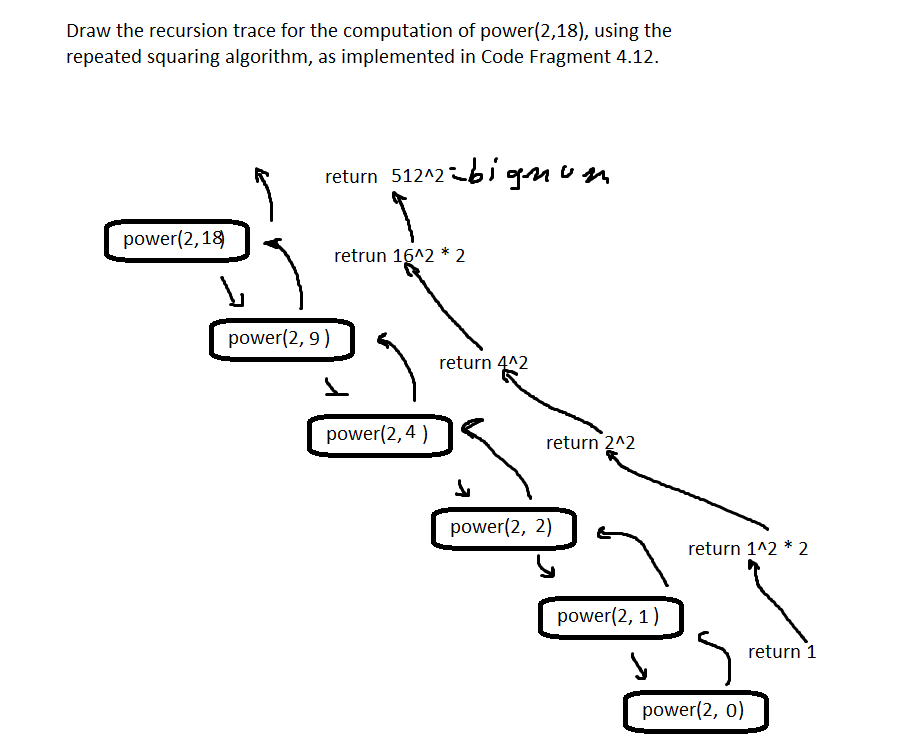 Draw the recursion trace for the computation of power(2,18), using the
repeated squaring algorithm, as implemented in Code Fragment 4.12.
return 512^2 = bignum
power(2,18)
retrun 16^2 * 2
power(2, 9 )
return 4^2
power(2, 4 )
return 2^2
power(2, 2)
return 1^2 * 2
power(2, 1 )
return 1
power(2, 0)